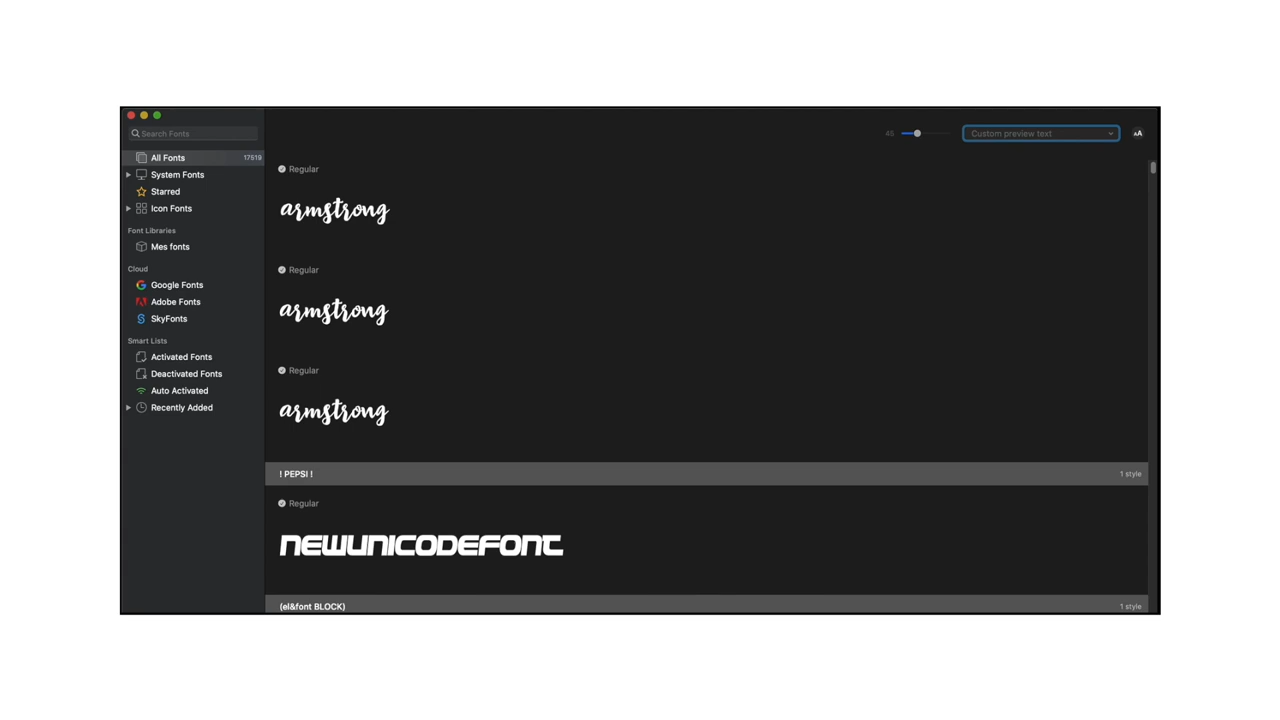 Search Fonts
45
Custom preview text
AA
All Fonts 17519
System Fonts
Starred
Icon Fonts
Font Libraries
Mes fonts
Cloud
Google Fonts
Adobe Fonts
SkyFonts
Smart Lists
Activated Fonts
Deactivated Fonts
Auto Activated
Recently Added
Regular
armstrong
Regular
armstrong
Regular
armstrong
! PEPSI ! 1 style
Regular
NEWUNICODEFONT
(el&font BLOCK) 1 style